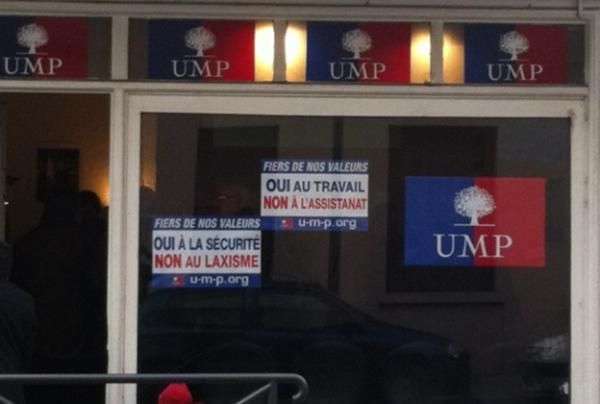 UMP
UMP
UMP
UMP
FIERS DE NOS VALEURS
OUI AU TRAVAIL
NON À L'ASSISTANAT
u-m-p.org
FIERS DE NOS VALEURS
OUI À LA SÉCURITÉ
NON AU LAXISME
u-m-p.org
UMP